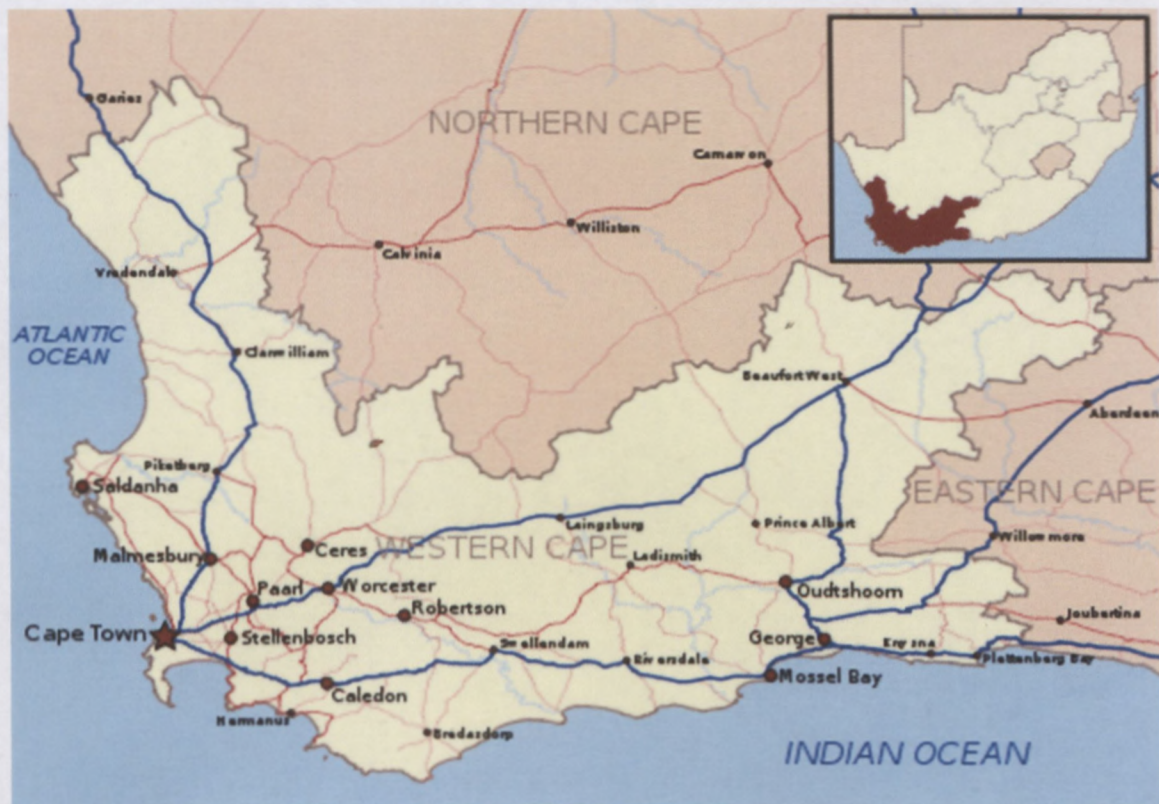 Garies
NORTHERN CAPE
Carnarvon
Williston
Calvinia
Vredendale
ATLANTIC
OCEAN
Clanwilliam
Beaufort West
Aberdeen
Piketberg
Saldanha
EASTERN CAPE
Laingsburg
Prince Albert
Willowmore
Malmesbury
Ceres
WESTERN CAPE
Ladismith
Paarl
Worcester
Oudtshoorn
Robertson
Joubertina
Cape Town
Stellenbosch
Swellendam
George
Knysna
Riversdale
Plettenberg Bay
Mossel Bay
Caledon
Hermanus
Bredasdorp
INDIAN OCEAN